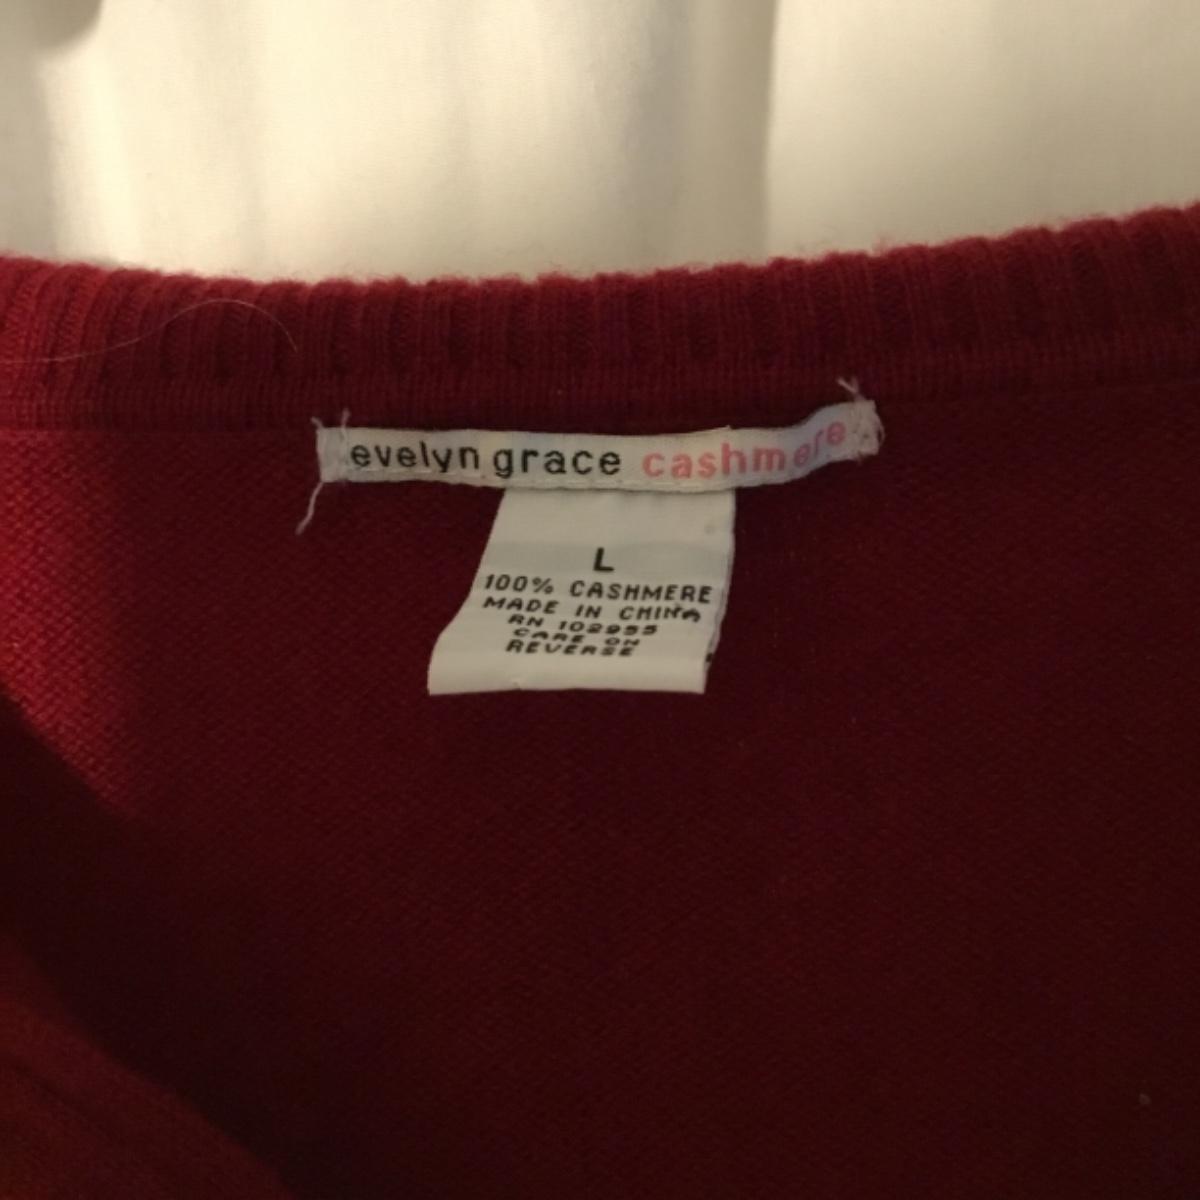 evelyn grace cashmere
L
100% CASHMERE
MADE IN CHINA
RN 102955
CARE ON
REVERSE